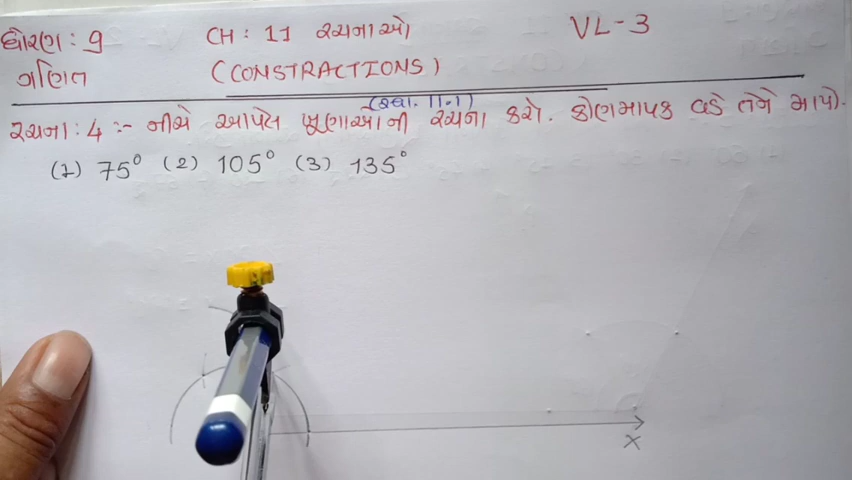 ધોરણ : 9 CH : 11 રચનાઓ VL - 3
ગણિત (CONSTRACTIONS)
(સ્વા. 11.1)
રચના : 4 :- નીચે આપેલ ખૂણાઓની રચના કરો. કોણમાપક વડે તેને માપો.
(1) 75° (2) 105° (3) 135°
X